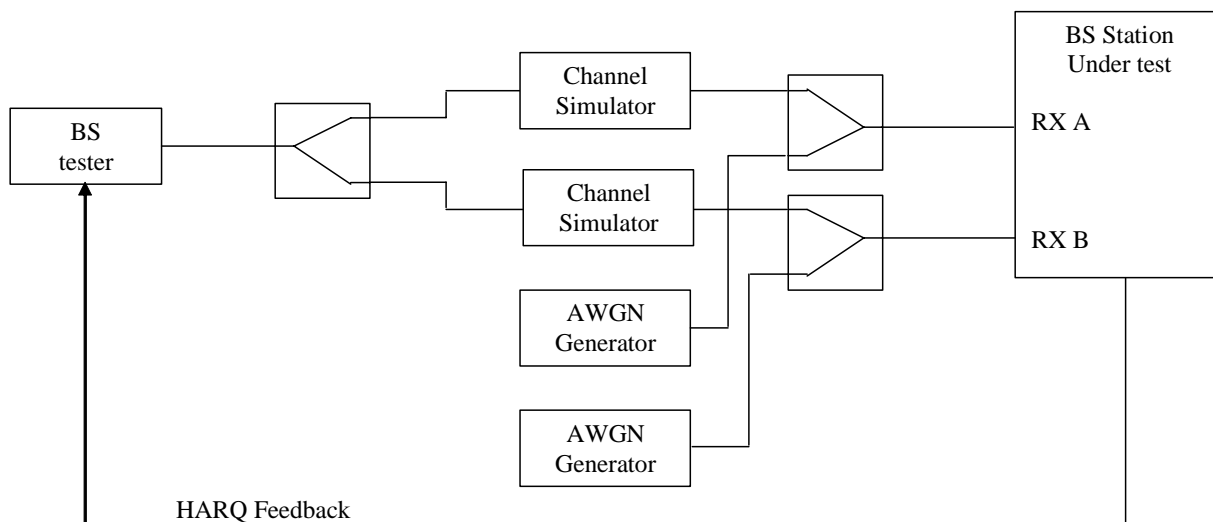 BS Station
Under test
Channel
Simulator
BS
tester
RX A
Channel
Simulator
RX B
AWGN
Generator
AWGN
Generator
HARQ Feedback